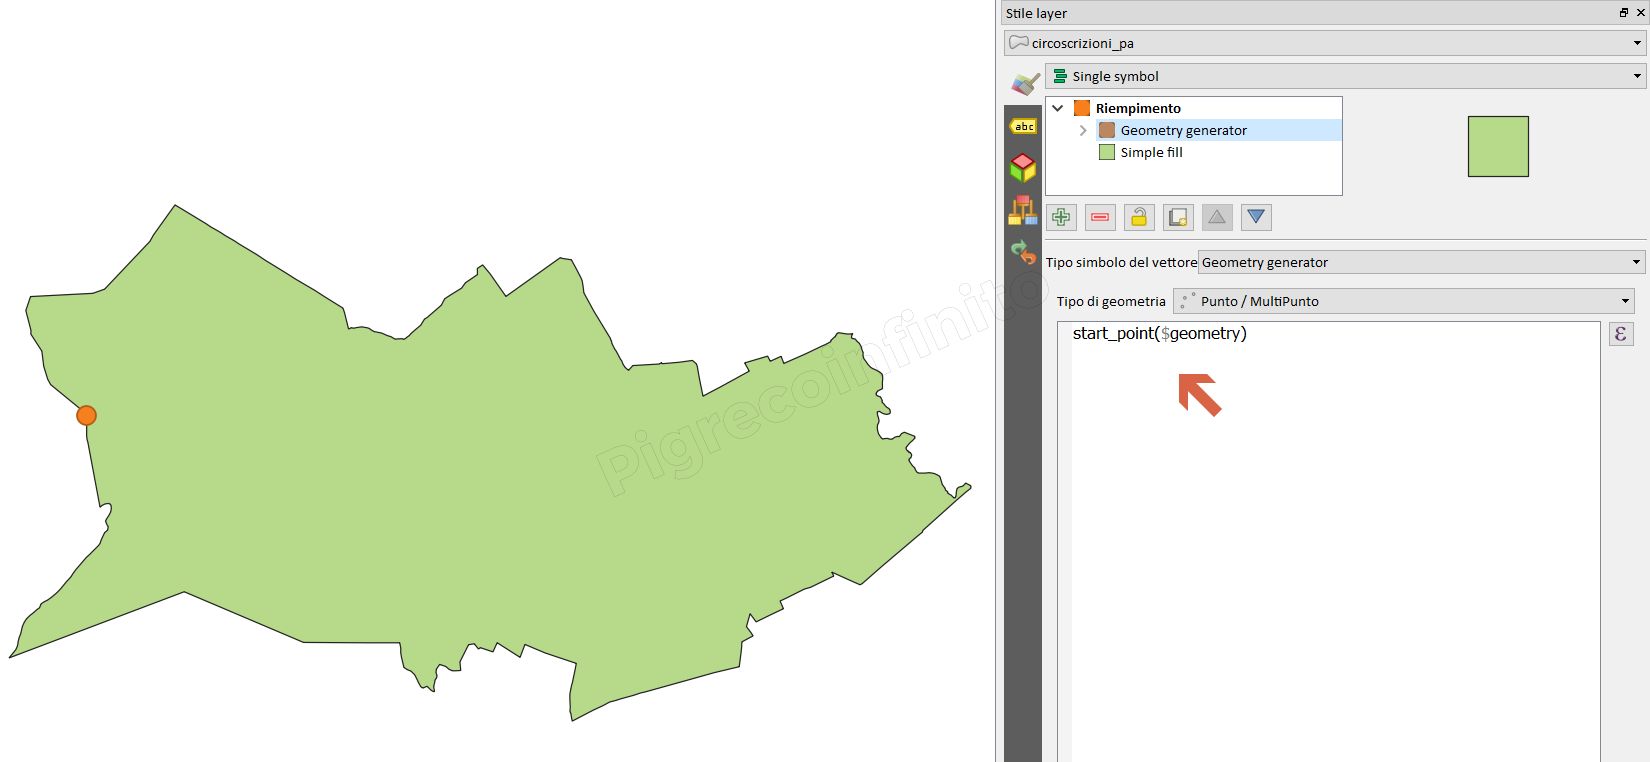 Stile layer
circoscrizioni_pa
Single symbol
Riempimento
abc
Geometry generator
Simple fill
Tipo simbolo del vettore Geometry generator
Tipo di geometria Punto / MultiPunto
start_point($geometry)
ε
Pigrecoinfinito